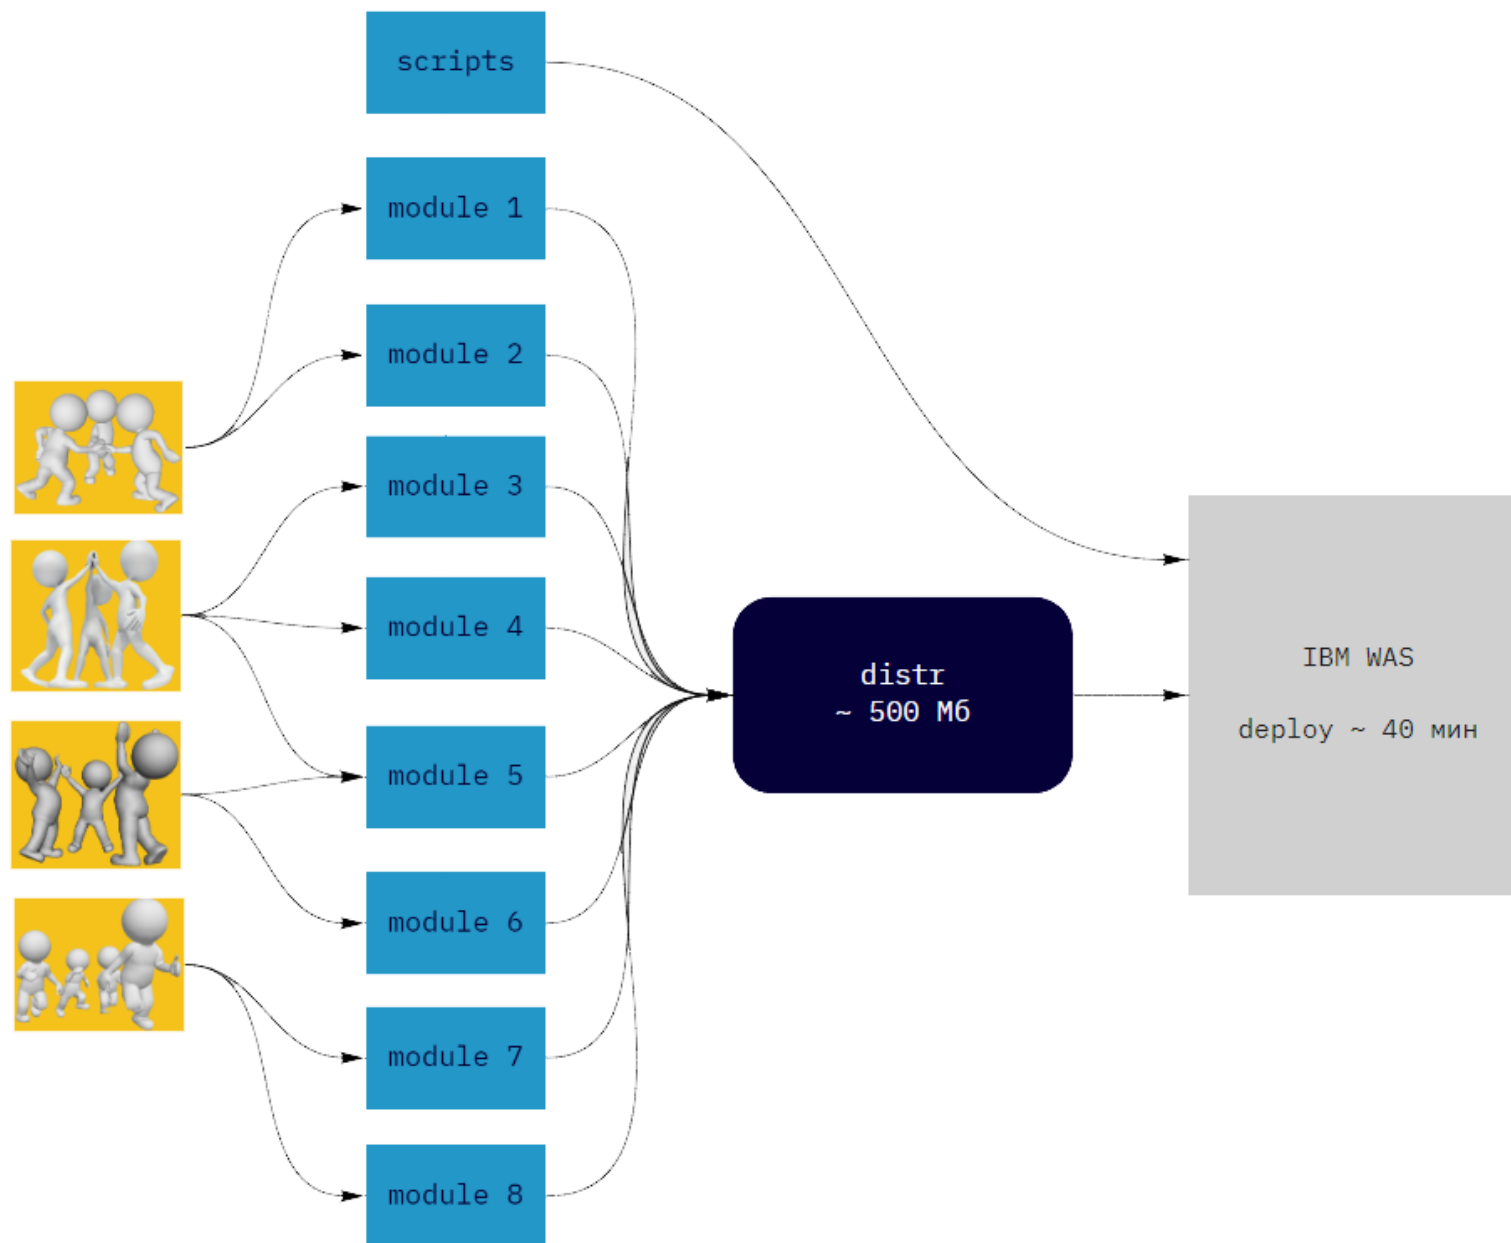 scripts
module 1
module 2
module 3
module 4
module 5
module 6
module 7
module 8
distr
~ 500 Мб
IBM WAS
deploy ~ 40 мин